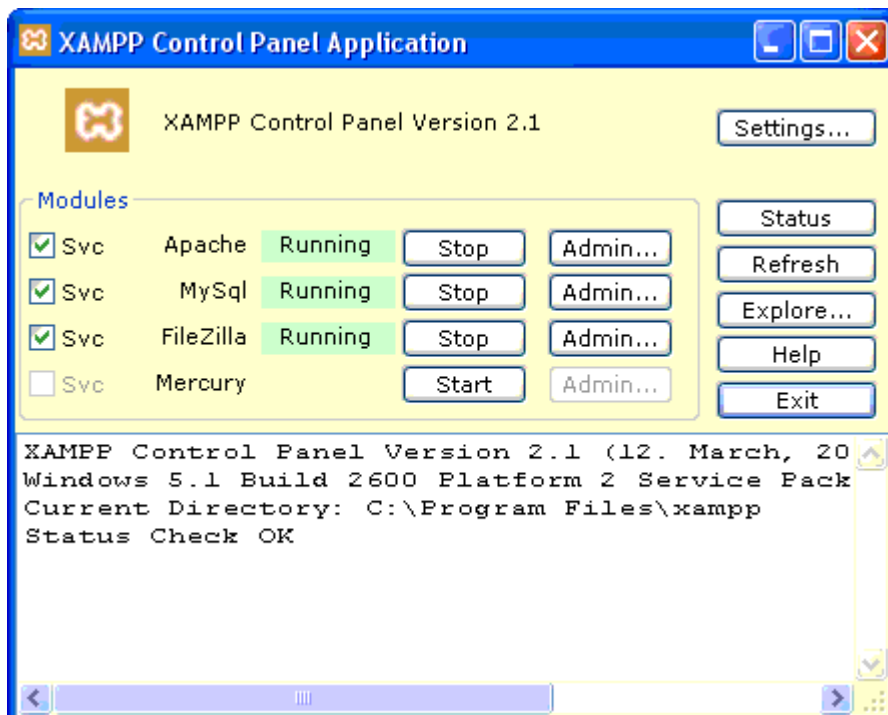 XAMPP Control Panel Application
XAMPP Control Panel Version 2.1
Settings...
Modules
Svc Apache Running Stop Admin...
Svc MySql Running Stop Admin...
Svc FileZilla Running Stop Admin...
Svc Mercury Start Admin...
Status
Refresh
Explore...
Help
Exit
XAMPP Control Panel Version 2.1 (12. March, 20
Windows 5.1 Build 2600 Platform 2 Service Pack
Current Directory: C:\Program Files\xampp
Status Check OK